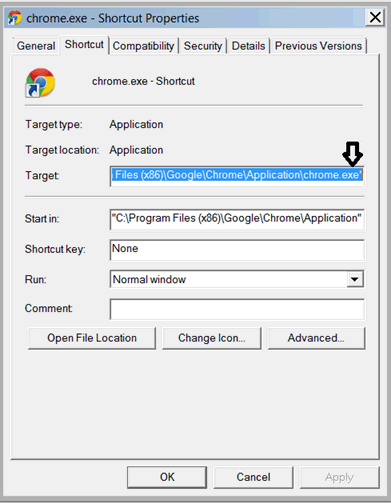 chrome.exe - Shortcut Properties
General Shortcut Compatibility Security Details Previous Versions
chrome.exe - Shortcut
Target type: Application
Target location: Application
Target: Files (x86)\Google\Chrome\Application\chrome.exe"
Start in: "C:\Program Files (x86)\Google\Chrome\Application"
Shortcut key: None
Run: Normal window
Comment:
Open File Location Change Icon... Advanced...
OK Cancel Apply